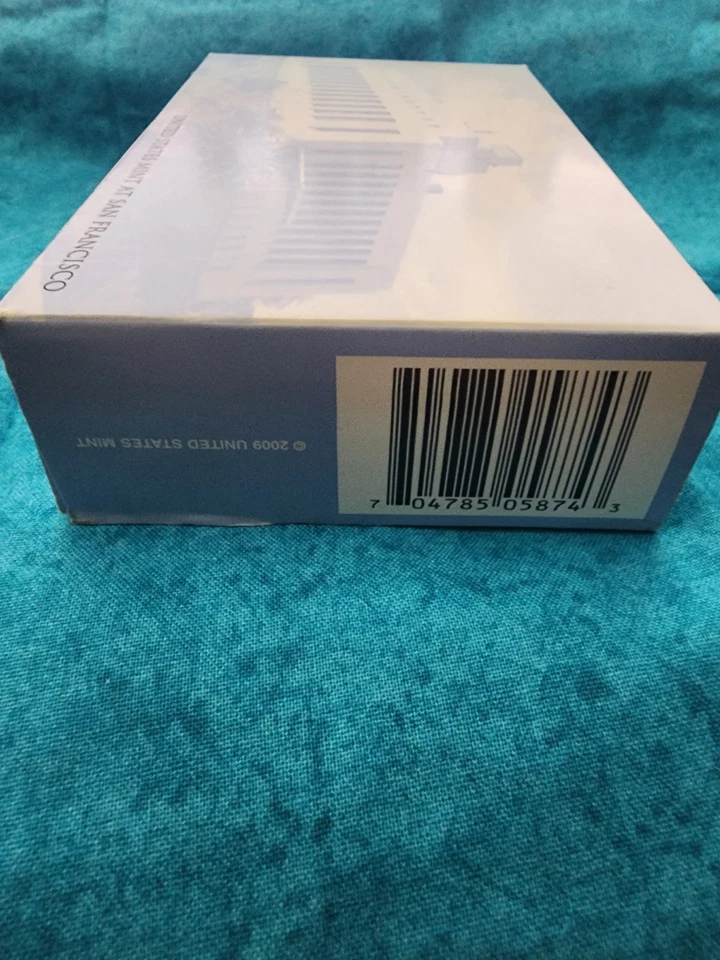 UNITED STATES MINT AT SAN FRANCISCO
© 2009 UNITED STATES MINT
7 04785 05874 3